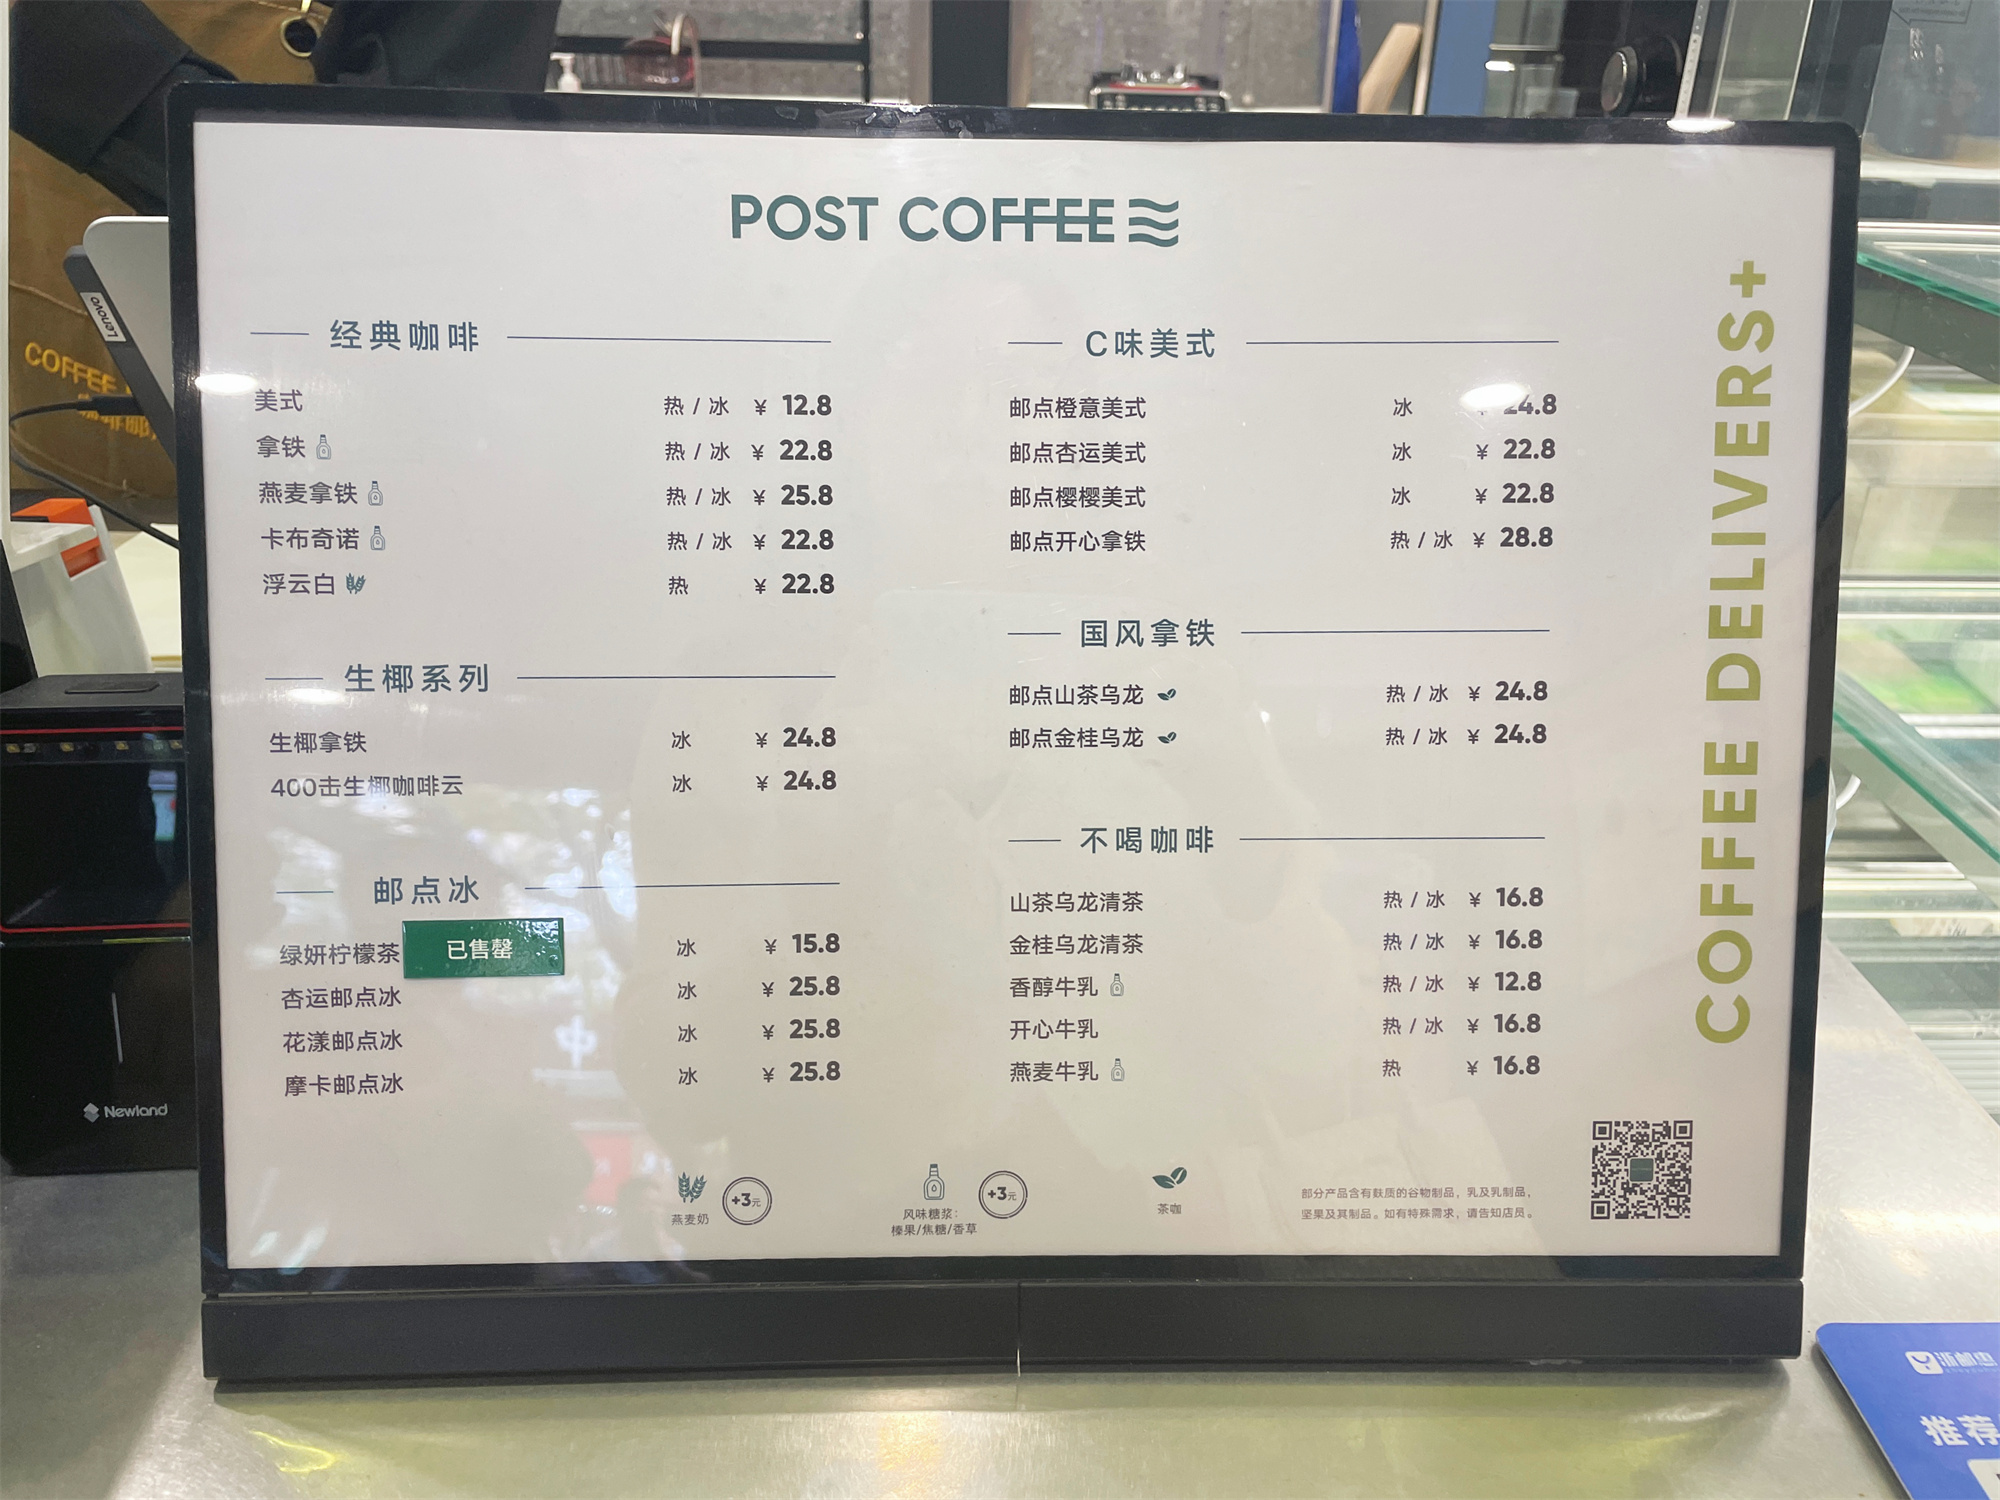 POST COFFEE
经典咖啡
美式 热 / 冰 ¥ 12.8
拿铁 热 / 冰 ¥ 22.8
燕麦拿铁 热 / 冰 ¥ 25.8
卡布奇诺 热 / 冰 ¥ 22.8
浮云白 热 ¥ 22.8
生椰系列
生椰拿铁 冰 ¥ 24.8
400击生椰咖啡云 冰 ¥ 24.8
邮点冰
绿妍柠檬茶 已售罄 冰 ¥ 15.8
杏运邮点冰 冰 ¥ 25.8
花漾邮点冰 冰 ¥ 25.8
摩卡邮点冰 冰 ¥ 25.8
C味美式
邮点橙意美式 冰 ¥ 24.8
邮点杏运美式 冰 ¥ 22.8
邮点樱樱美式 冰 ¥ 22.8
邮点开心拿铁 热 / 冰 ¥ 28.8
国风拿铁
邮点山茶乌龙 热 / 冰 ¥ 24.8
邮点金桂乌龙 热 / 冰 ¥ 24.8
不喝咖啡
山茶乌龙清茶 热 / 冰 ¥ 16.8
金桂乌龙清茶 热 / 冰 ¥ 16.8
香醇牛乳 热 / 冰 ¥ 12.8
开心牛乳 热 / 冰 ¥ 16.8
燕麦牛乳 热 ¥ 16.8
燕麦奶 +3元
风味糖浆：
榛果/焦糖/香草
+3元
茶咖
部分产品含有麸质的谷物制品，乳及乳制品，
坚果及其制品。如有特殊需求，请告知店员。
COFFEE DELIVERS+
Lenovo
COFFEE
Newland
推荐